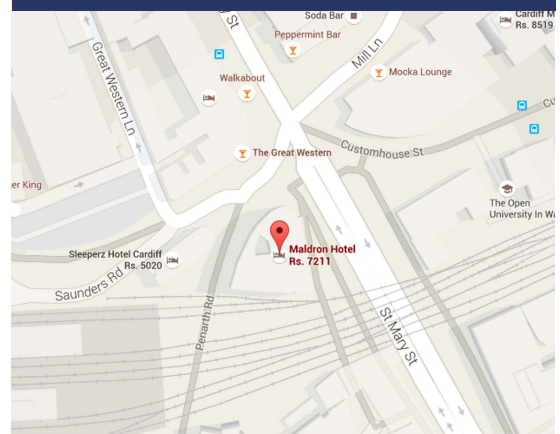 Soda Bar
Cardiff M
Rs. 8519
Peppermint Bar
Great Western Ln
y St
Mill Ln
Walkabout
Mocka Lounge
The Great Western
Customhouse St
Cu
er King
The Open
University In Wa
Sleeperz Hotel Cardiff
Rs. 5020
Maldron Hotel
Rs. 7211
Saunders Rd
Penarth Rd
St Mary St